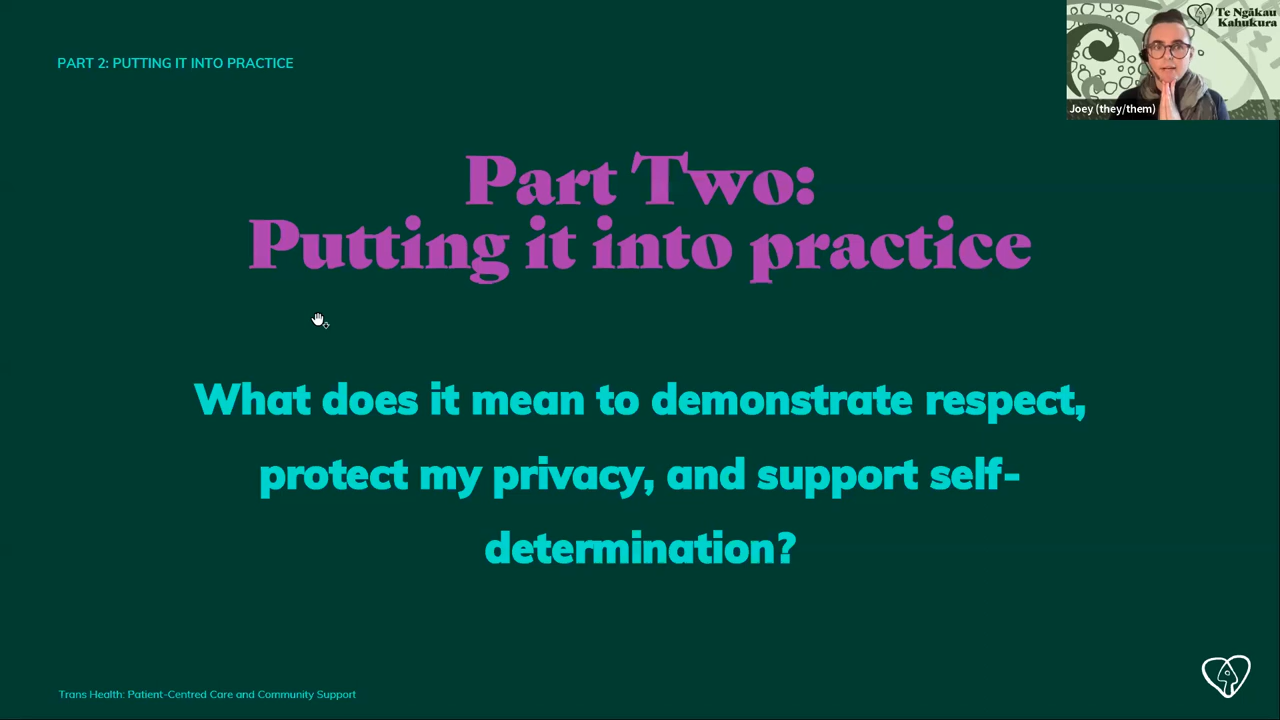 PART 2: PUTTING IT INTO PRACTICE
Te Ngākau
Kahukura
Joey (they/them)
Part Two:
Putting it into practice
What does it mean to demonstrate respect,
protect my privacy, and support self-
determination?
Trans Health: Patient-Centred Care and Community Support